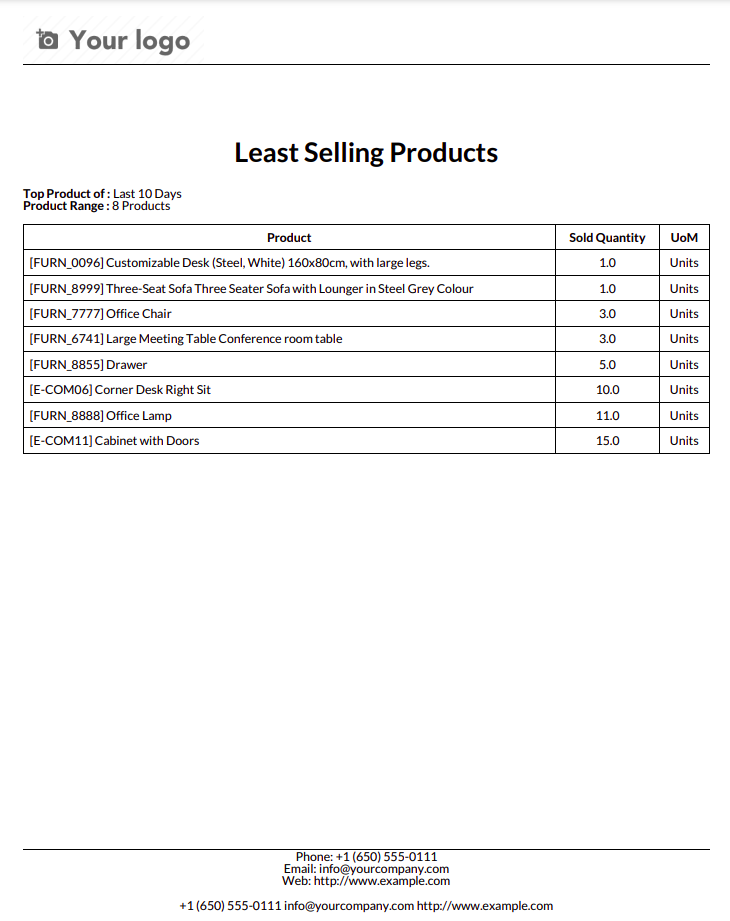 Your logo
Least Selling Products
Top Product of : Last 10 Days
Product Range : 8 Products
Product Sold Quantity UoM
[FURN_0096] Customizable Desk (Steel, White) 160x80cm, with large legs. 1.0 Units
[FURN_8999] Three-Seat Sofa Three Seater Sofa with Lounger in Steel Grey Colour 1.0 Units
[FURN_7777] Office Chair 3.0 Units
[FURN_6741] Large Meeting Table Conference room table 3.0 Units
[FURN_8855] Drawer 5.0 Units
[E-COM06] Corner Desk Right Sit 10.0 Units
[FURN_8888] Office Lamp 11.0 Units
[E-COM11] Cabinet with Doors 15.0 Units
Phone: +1 (650) 555-0111
Email: info@yourcompany.com
Web: http://www.example.com
+1 (650) 555-0111 info@yourcompany.com http://www.example.com